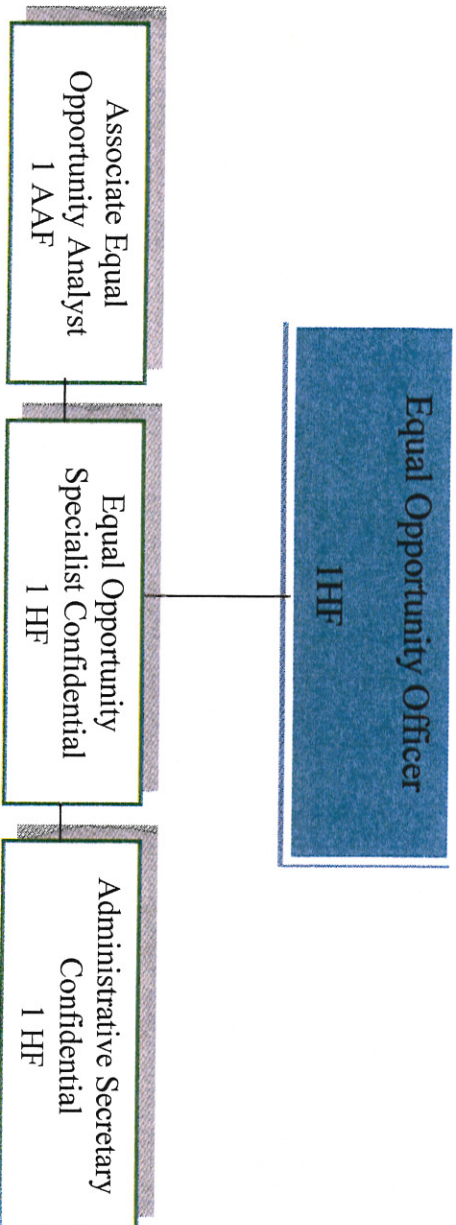 Equal Opportunity Officer
1HF
Associate Equal
Opportunity Analyst
1 AAF
Equal Opportunity
Specialist Confidential
1 HF
Administrative Secretary
Confidential
1 HF